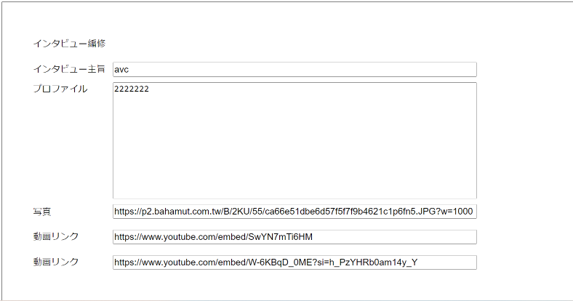 インタビュー編修
インタビュー主旨 avc
プロファイル 2222222
写真 https://p2.bahamut.com.tw/B/2KU/55/ca66e51dbe6d57f5f7f9b4621c1p6fn5.JPG?w=1000
動画リンク https://www.youtube.com/embed/SwYN7mTi6HM
動画リンク https://www.youtube.com/embed/W-6KBqD_0ME?si=h_PzYHRb0am14y_Y